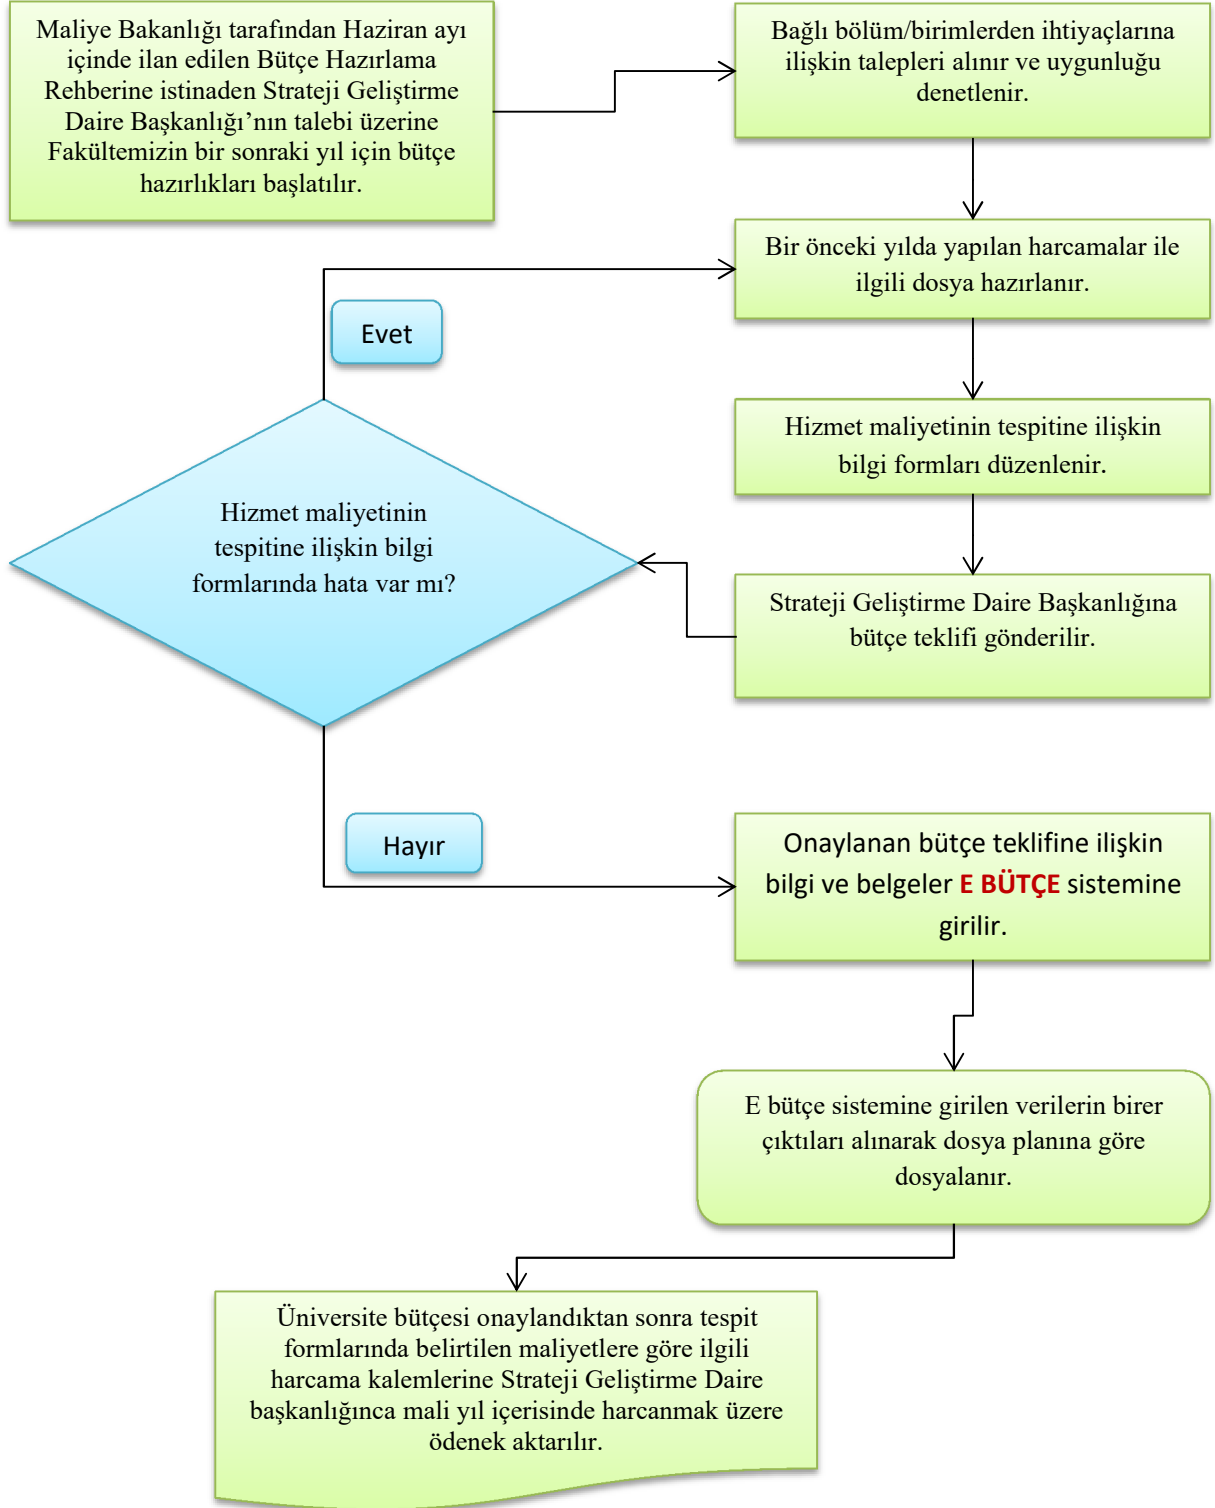 Maliye Bakanlığı tarafından Haziran ayı
içinde ilan edilen Bütçe Hazırlama
Rehberine istinaden Strateji Geliştirme
Daire Başkanlığı’nın talebi üzerine
Fakültemizin bir sonraki yıl için bütçe
hazırlıkları başlatılır.
Bağlı bölüm/birimlerden ihtiyaçlarına
ilişkin talepleri alınır ve uygunluğu
denetlenir.
Bir önceki yılda yapılan harcamalar ile
ilgili dosya hazırlanır.
Evet
Hizmet maliyetinin tespitine ilişkin
bilgi formları düzenlenir.
Hizmet maliyetinin
tespitine ilişkin bilgi
formlarında hata var mı?
Strateji Geliştirme Daire Başkanlığına
bütçe teklifi gönderilir.
Hayır
Onaylanan bütçe teklifine ilişkin
bilgi ve belgeler E BÜTÇE sistemine
girilir.
E bütçe sistemine girilen verilerin birer
çıktıları alınarak dosya planına göre
dosyalanır.
Üniversite bütçesi onaylandıktan sonra tespit
formlarında belirtilen maliyetlere göre ilgili
harcama kalemlerine Strateji Geliştirme Daire
başkanlığınca mali yıl içerisinde harcanmak üzere
ödenek aktarılır.